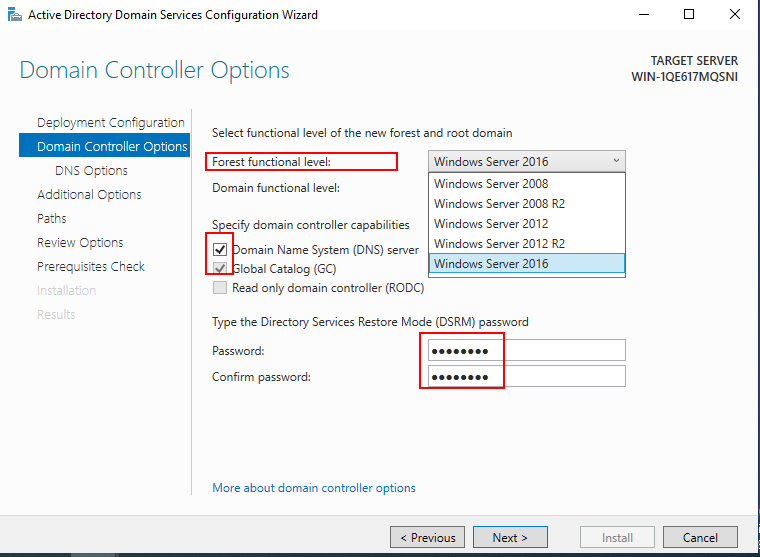 Active Directory Domain Services Configuration Wizard
Domain Controller Options
TARGET SERVER
WIN-1QE617MQSNI
Deployment Configuration
Domain Controller Options
DNS Options
Additional Options
Paths
Review Options
Prerequisites Check
Installation
Results
Select functional level of the new forest and root domain
Forest functional level:
Windows Server 2016
Domain functional level:
Windows Server 2008
Windows Server 2008 R2
Windows Server 2012
Windows Server 2012 R2
Windows Server 2016
Specify domain controller capabilities
Domain Name System (DNS) server
Global Catalog (GC)
Read only domain controller (RODC)
Type the Directory Services Restore Mode (DSRM) password
Password: ••••••••
Confirm password: ••••••••
More about domain controller options
< Previous
Next >
Install
Cancel